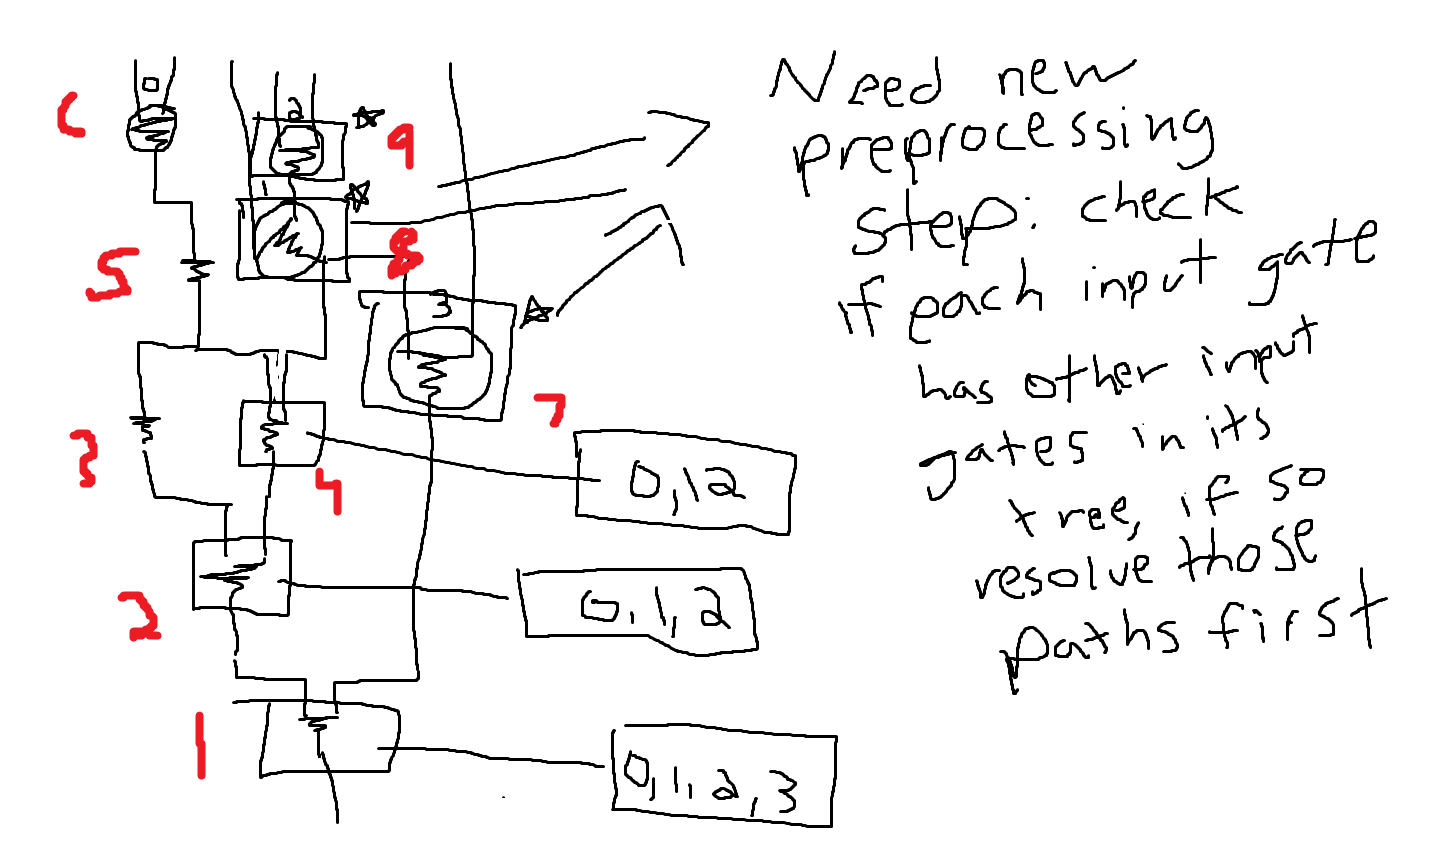 Need new
preprocessing
step: check
if each input gate
has other input
gates in its
tree, if so
resolve those
paths first
0
2
9
1
8
5
3
7
3
4
0,12
2
0,1,2
1
0,1,2,3